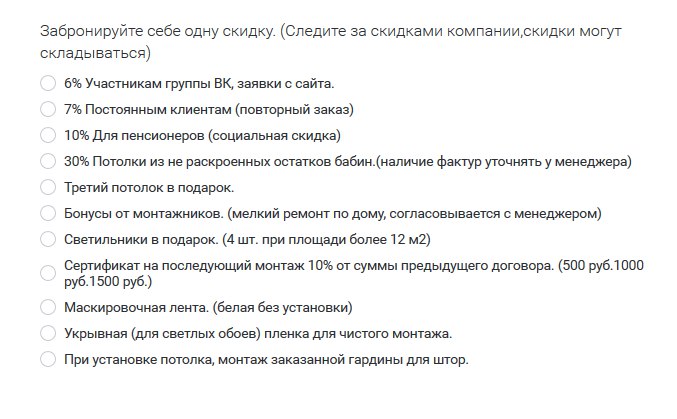 Забронируйте себе одну скидку. (Следите за скидками компании,скидки могут
складываться)
6% Участникам группы ВК, заявки с сайта.
7% Постоянным клиентам (повторный заказ)
10% Для пенсионеров (социальная скидка)
30% Потолки из не раскроенных остатков бабин.(наличие фактур уточнять у менеджера)
Третий потолок в подарок.
Бонусы от монтажников. (мелкий ремонт по дому, согласовывается с менеджером)
Светильники в подарок. (4 шт. при площади более 12 м2)
Сертификат на последующий монтаж 10% от суммы предыдущего договора. (500 руб.1000
руб.1500 руб.)
Маскировочная лента. (белая без установки)
Укрывная (для светлых обоев) пленка для чистого монтажа.
При установке потолка, монтаж заказанной гардины для штор.